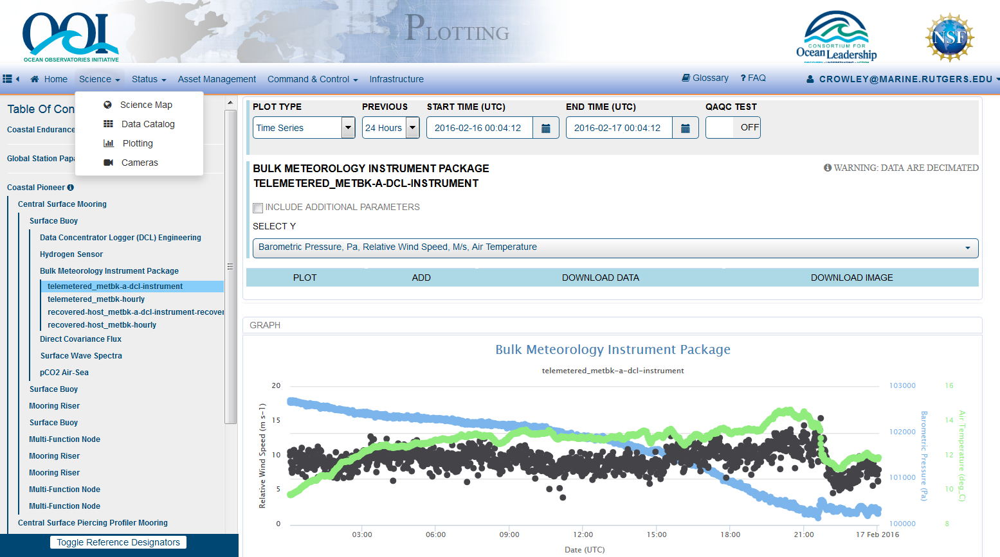 OOI
OCEAN OBSERVATORIES INITIATIVE
PLOTTING
CONSORTIUM FOR
Ocean Leadership
DISCOVERY • UNDERSTANDING • ACTION
NSF
Home Science Status Asset Management Command & Control Infrastructure Glossary ? FAQ CROWLEY@MARINE.RUTGERS.EDU
Table Of Con
Coastal Endurance
Global Station Papa
Science Map
Data Catalog
Plotting
Cameras
Coastal Pioneer
Central Surface Mooring
Surface Buoy
Data Concentrator Logger (DCL) Engineering
Hydrogen Sensor
Bulk Meteorology Instrument Package
telemetered_metbk-a-dcl-instrument
telemetered_metbk-hourly
recovered-host_metbk-a-dcl-instrument-recover
recovered-host_metbk-hourly
Direct Covariance Flux
Surface Wave Spectra
pCO2 Air-Sea
Surface Buoy
Mooring Riser
Surface Buoy
Multi-Function Node
Mooring Riser
Mooring Riser
Multi-Function Node
Multi-Function Node
Central Surface Piercing Profiler Mooring
Toggle Reference Designators
PLOT TYPE PREVIOUS START TIME (UTC) END TIME (UTC) QAQC TEST
Time Series 24 Hours 2016-02-16 00:04:12 2016-02-17 00:04:12 OFF
BULK METEOROLOGY INSTRUMENT PACKAGE
TELEMETERED_METBK-A-DCL-INSTRUMENT
WARNING: DATA ARE DECIMATED
INCLUDE ADDITIONAL PARAMETERS
SELECT Y
Barometric Pressure, Pa, Relative Wind Speed, M/s, Air Temperature
PLOT ADD DOWNLOAD DATA DOWNLOAD IMAGE
GRAPH
Bulk Meteorology Instrument Package
telemetered_metbk-a-dcl-instrument
Relative Wind Speed (m s-1)
20
15
10
5
0
103000
102000
101000
100000
Barometric Pressure (Pa)
16
14
12
10
8
Air Temperature (deg_C)
03:00 06:00 09:00 12:00 15:00 18:00 21:00 17 Feb 2016
Date (UTC)